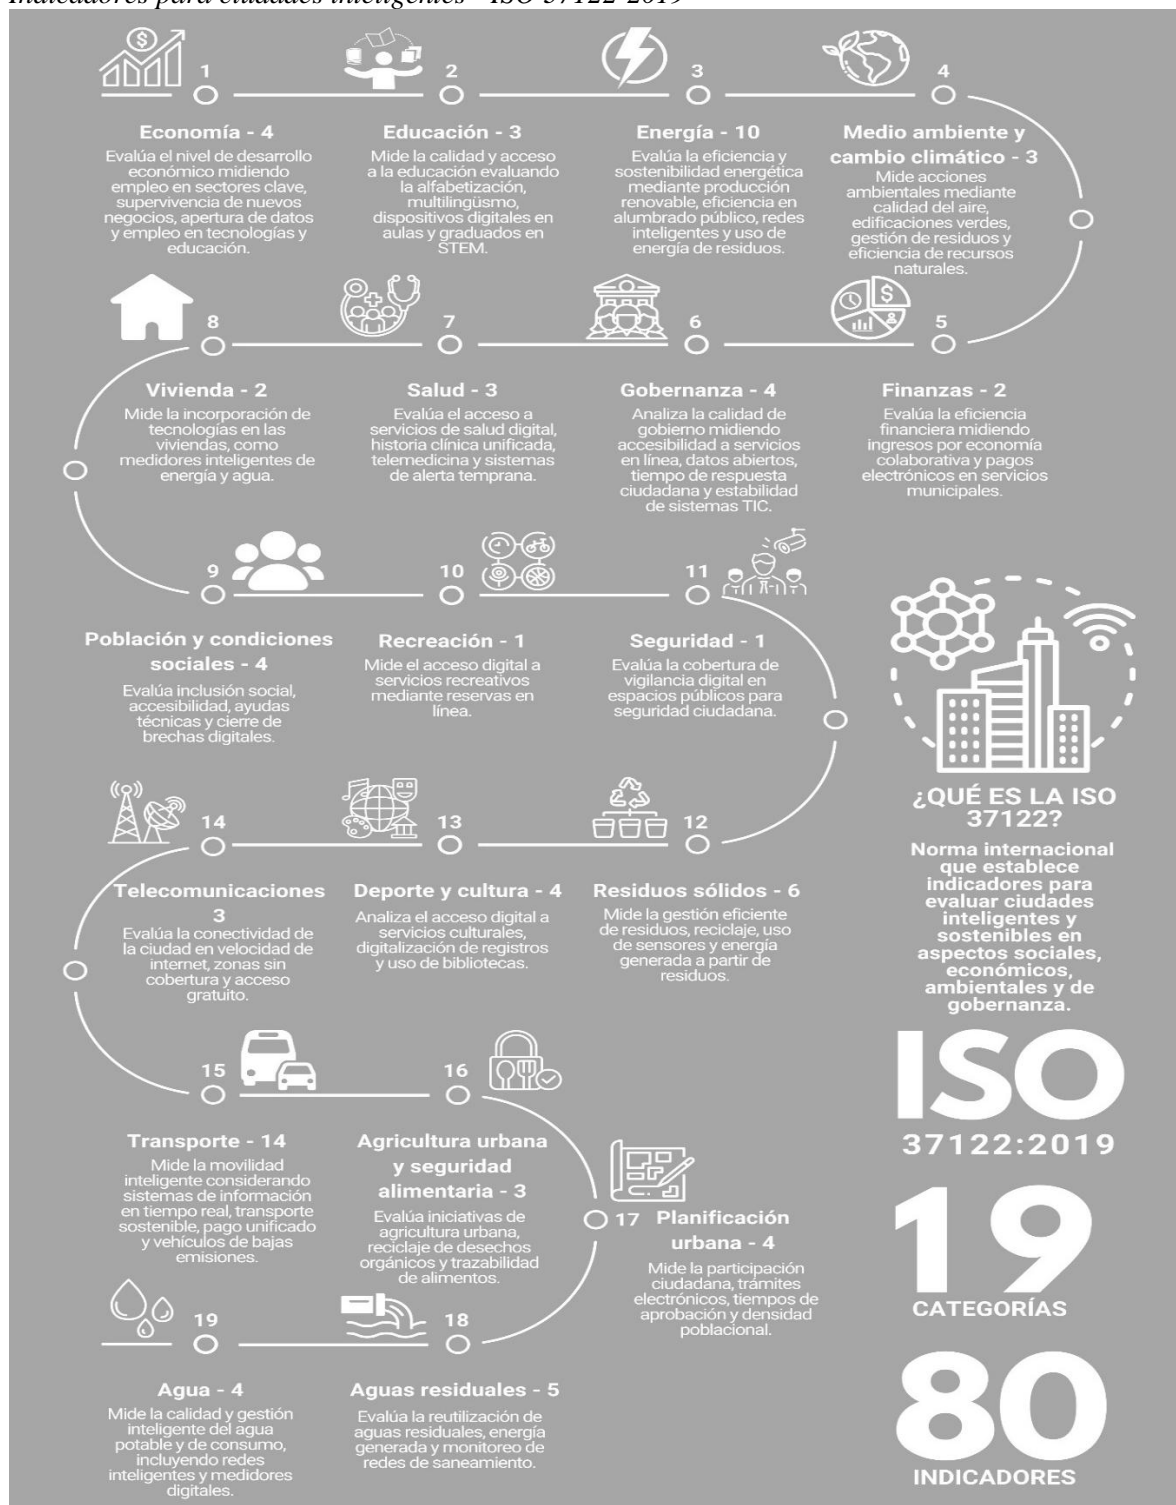 Indicadores para ciudades inteligentes - ISO 37122-2019
1
Economía - 4
Evalúa el nivel de desarrollo
económico midiendo
empleo en sectores clave,
supervivencia de nuevos
negocios, apertura de datos
y empleo en tecnologías y
educación.
2
Educación - 3
Mide la calidad y acceso
a la educación evaluando
la alfabetización,
multilingüsmo,
dispositivos digitales en
aulas y graduados en
STEM.
3
Energía - 10
Evalúa la eficiencia y
sostenibilidad energética
mediante producción
renovable, eficiencia en
alumbrado público, redes
inteligentes y uso de
energía de residuos.
4
Medio ambiente y
cambio climático - 3
Mide acciones
ambientales mediante
calidad del aire,
edificaciones verdes,
gestión de residuos y
eficiencia de recursos
naturales.
5
Finanzas - 2
Evalúa la eficiencia
financiera midiendo
ingresos por economía
colaborativa y pagos
electrónicos en servicios
municipales.
6
Gobernanza - 4
Analiza la calidad de
gobierno midiendo
accesibilidad a servicios
en línea, datos abiertos,
tiempo de respuesta
ciudadana y estabilidad
de sistemas TIC.
7
Salud - 3
Evalúa el acceso a
servicios de salud digital,
historia clínica unificada,
telemedicina y sistemas
de alerta temprana.
8
Vivienda - 2
Mide la incorporación de
tecnologías en las
viviendas, como
medidores inteligentes de
energía y agua.
9
Población y condiciones
sociales - 4
Evalúa inclusión social,
accesibilidad, ayudas
técnicas y cierre de
brechas digitales.
10
Recreación - 1
Mide el acceso digital a
servicios recreativos
mediante reservas en
línea.
11
Seguridad - 1
Evalúa la cobertura de
vigilancia digital en
espacios públicos para
seguridad ciudadana.
12
Residuos sólidos - 6
Mide la gestión eficiente
de residuos, reciclaje, uso
de sensores y energía
generada a partir de
residuos.
13
Deporte y cultura - 4
Analiza el acceso digital a
servicios culturales,
digitalización de registros
y uso de bibliotecas.
14
Telecomunicaciones
3
Evalúa la conectividad de
la ciudad en velocidad de
internet, zonas sin
cobertura y acceso
gratuito.
15
Transporte - 14
Mide la movilidad
inteligente considerando
sistemas de información
en tiempo real, transporte
sostenible, pago unificado
y vehículos de bajas
emisiones.
16
Agricultura urbana
y seguridad
alimentaria - 3
Evalúa iniciativas de
agricultura urbana,
reciclaje de desechos
orgánicos y trazabilidad
de alimentos.
17 Planificación
urbana - 4
Mide la participación
ciudadana, trámites
electrónicos, tiempos de
aprobación y densidad
poblacional.
18
Aguas residuales - 5
Evalúa la reutilización de
aguas residuales, energía
generada y monitoreo de
redes de saneamiento.
19
Agua - 4
Mide la calidad y gestión
inteligente del agua
potable y de consumo,
incluyendo redes
inteligentes y medidores
digitales.
¿QUÉ ES LA ISO
37122?
Norma internacional
que establece
indicadores para
evaluar ciudades
inteligentes y
sostenibles en
aspectos sociales,
económicos,
ambientales y de
gobernanza.
ISO
37122:2019
19
CATEGORÍAS
80
INDICADORES